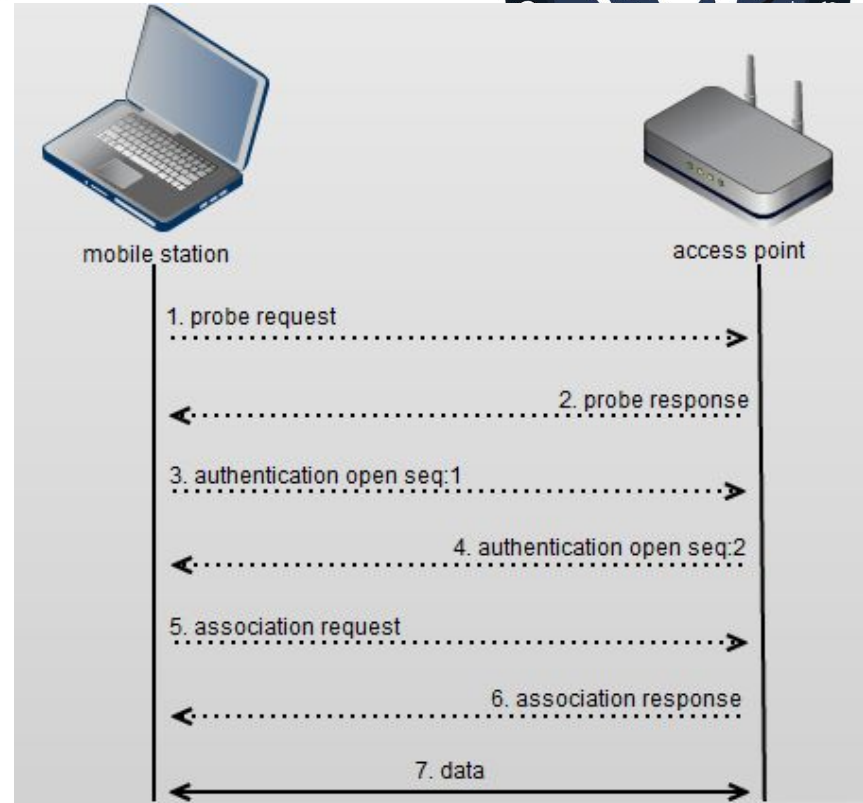 mobile station
access point
1. probe request
2. probe response
3. authentication open seq:1
4. authentication open seq:2
5. association request
6. association response
7. data